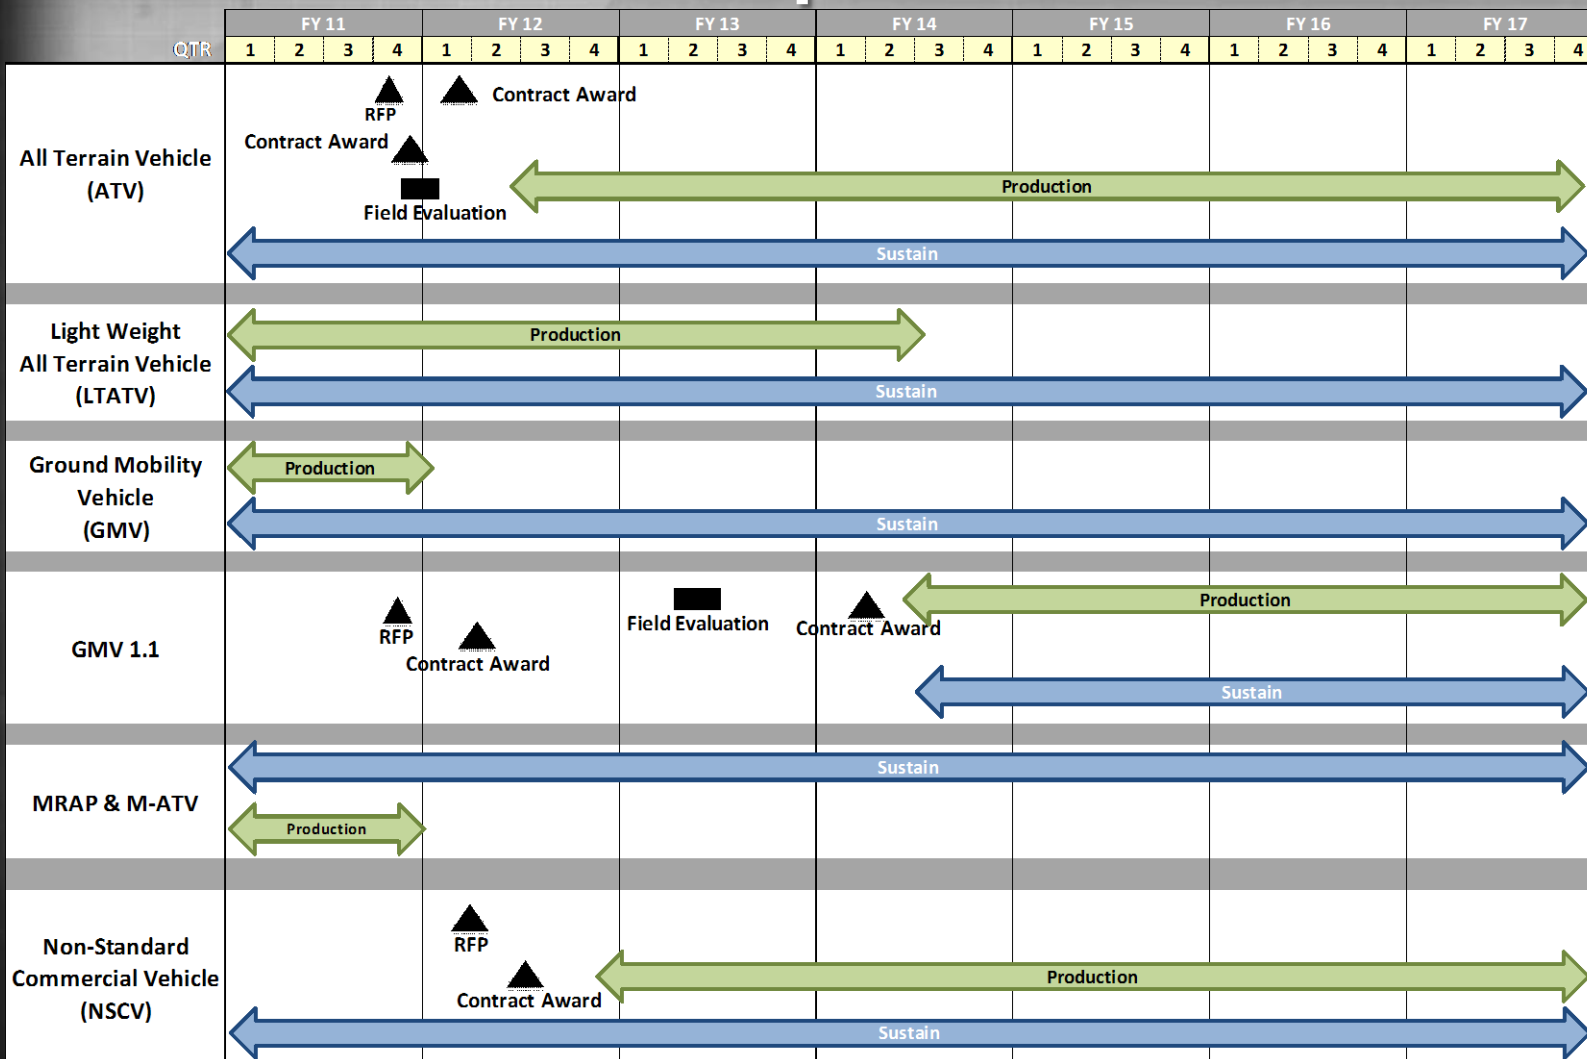 FY 11 FY 12 FY 13 FY 14 FY 15 FY 16 FY 17
QTR 1 2 3 4 1 2 3 4 1 2 3 4 1 2 3 4 1 2 3 4 1 2 3 4 1 2 3 4
All Terrain Vehicle
(ATV)
RFP
Contract Award
Contract Award
Field Evaluation
Production
Sustain
Light Weight
All Terrain Vehicle
(LTATV)
Production
Sustain
Ground Mobility
Vehicle
(GMV)
Production
Sustain
GMV 1.1
RFP
Contract Award
Field Evaluation
Contract Award
Production
Sustain
MRAP & M-ATV
Sustain
Production
Non-Standard
Commercial Vehicle
(NSCV)
RFP
Contract Award
Production
Sustain